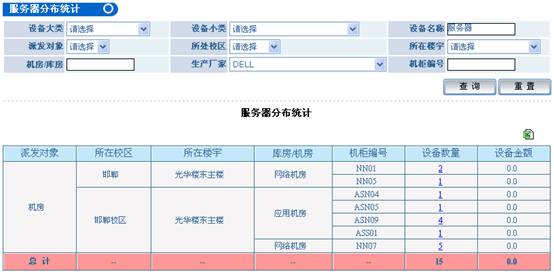 服务器分布统计
设备大类 请选择 设备小类 请选择 设备名称 服务器
派发对象 请选择 所处校区 请选择 所在楼宇 请选择
机房/库房 生产厂家 DELL 机柜编号
查询 重置
服务器分布统计
派发对象 所在校区 所在楼宇 库房/机房 机柜编号 设备数量 设备金额
机房 邯郸 光华楼东主楼 网络机房 NN01 2 0.0
NN05 1 0.0
邯郸校区 光华楼东主楼 应用机房 ASN04 1 0.0
ASN05 1 0.0
ASN09 4 0.0
ASS01 1 0.0
网络机房 NN07 5 0.0
总 计 -- -- -- -- 15 0.0